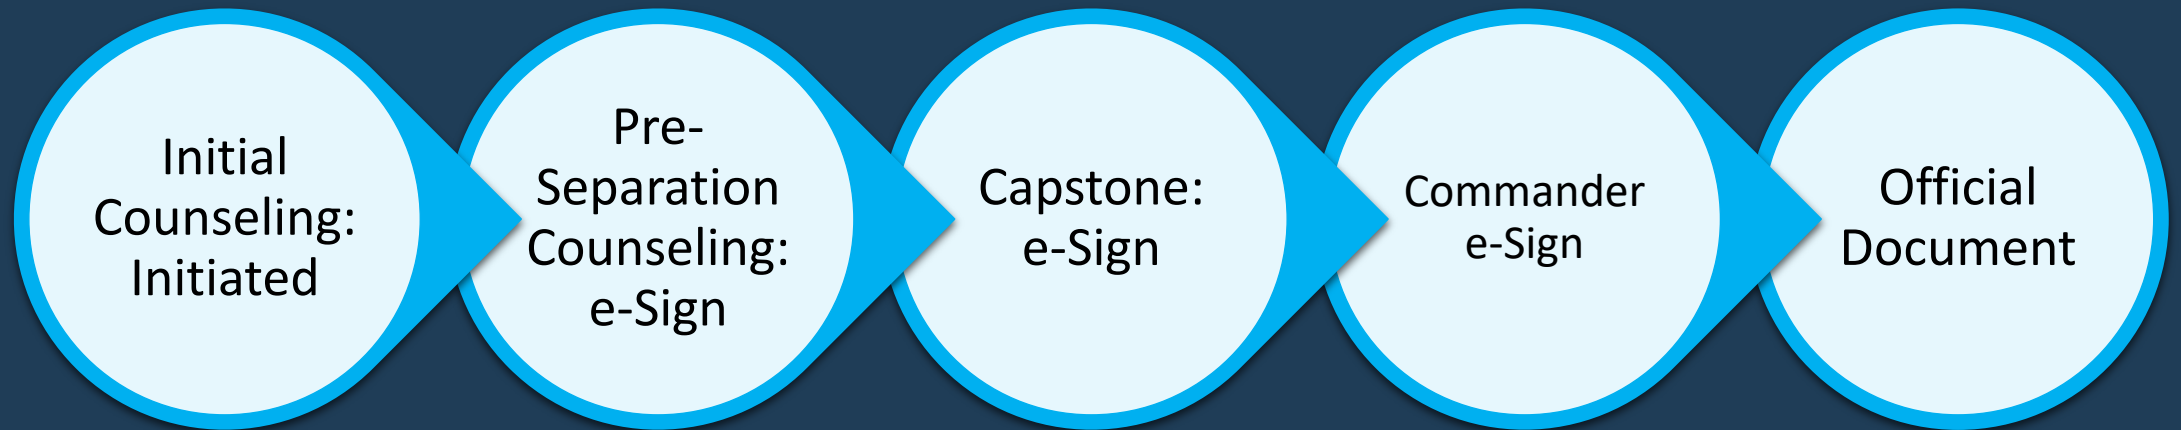 Initial
Counseling:
Initiated
Pre-
Separation
Counseling:
e-Sign
Capstone:
e-Sign
Commander
e-Sign
Official
Document